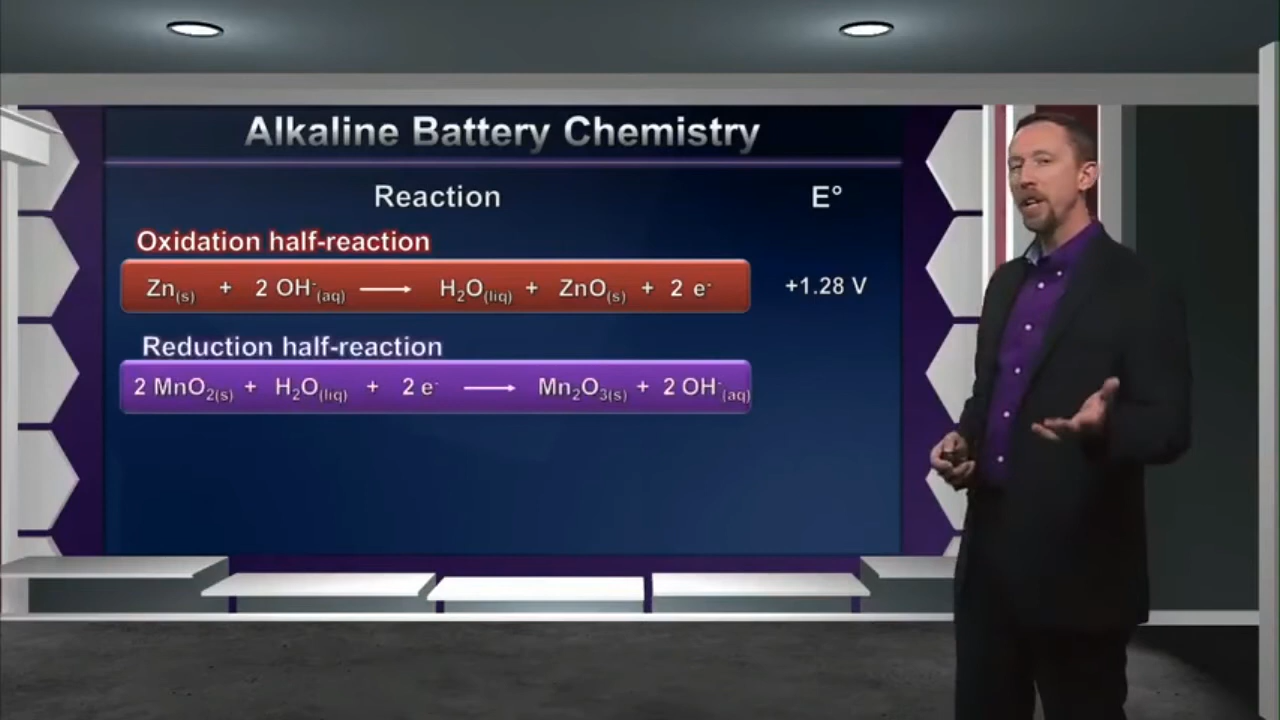 Alkaline Battery Chemistry
Reaction E°
Oxidation half-reaction
Zn(s) + 2 OH⁻(aq) ⟶ H₂O(liq) + ZnO(s) + 2 e⁻ +1.28 V
Reduction half-reaction
2 MnO₂(s) + H₂O(liq) + 2 e⁻ ⟶ Mn₂O₃(s) + 2 OH⁻(aq)